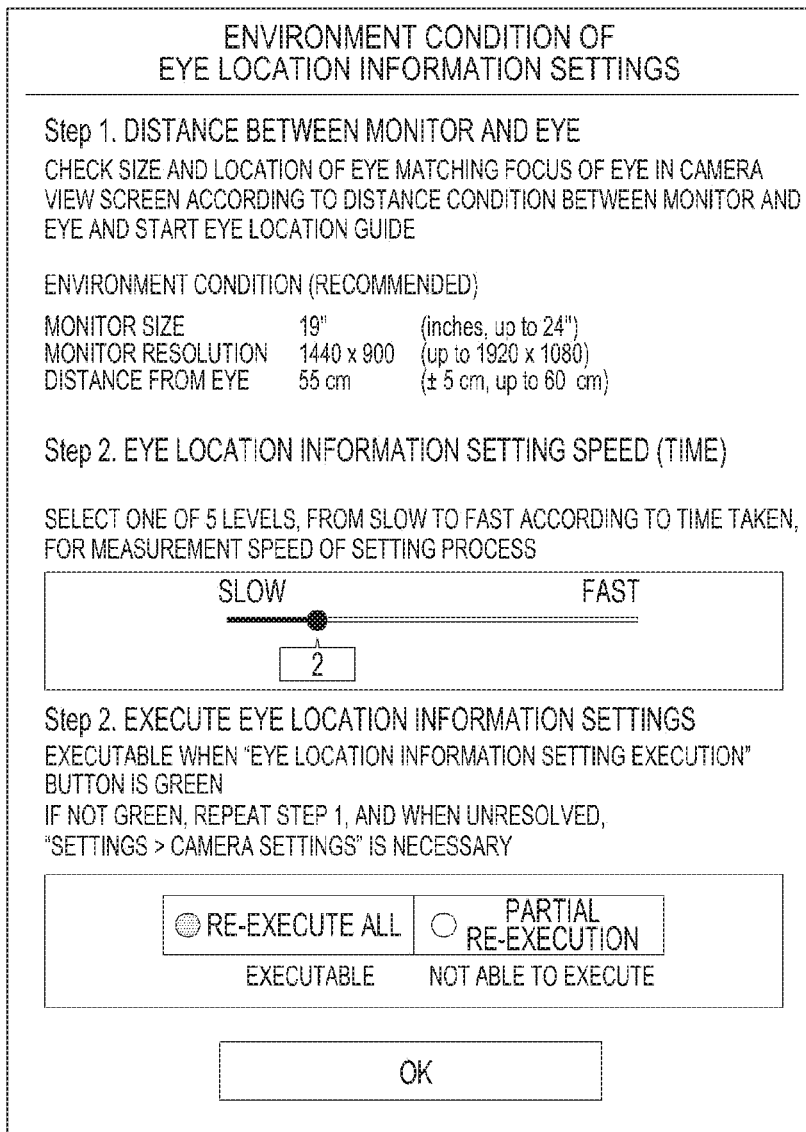 ENVIRONMENT CONDITION OF
EYE LOCATION INFORMATION SETTINGS
Step 1. DISTANCE BETWEEN MONITOR AND EYE
CHECK SIZE AND LOCATION OF EYE MATCHING FOCUS OF EYE IN CAMERA
VIEW SCREEN ACCORDING TO DISTANCE CONDITION BETWEEN MONITOR AND
EYE AND START EYE LOCATION GUIDE
ENVIRONMENT CONDITION (RECOMMENDED)
MONITOR SIZE 19" (inches, up to 24")
MONITOR RESOLUTION 1440 x 900 (up to 1920 x 1080)
DISTANCE FROM EYE 55 cm (± 5 cm, up to 60 cm)
Step 2. EYE LOCATION INFORMATION SETTING SPEED (TIME)
SELECT ONE OF 5 LEVELS, FROM SLOW TO FAST ACCORDING TO TIME TAKEN,
FOR MEASUREMENT SPEED OF SETTING PROCESS
SLOW FAST
2
Step 2. EXECUTE EYE LOCATION INFORMATION SETTINGS
EXECUTABLE WHEN "EYE LOCATION INFORMATION SETTING EXECUTION"
BUTTON IS GREEN
IF NOT GREEN, REPEAT STEP 1, AND WHEN UNRESOLVED,
"SETTINGS > CAMERA SETTINGS" IS NECESSARY
RE-EXECUTE ALL PARTIAL
RE-EXECUTION
EXECUTABLE NOT ABLE TO EXECUTE
OK